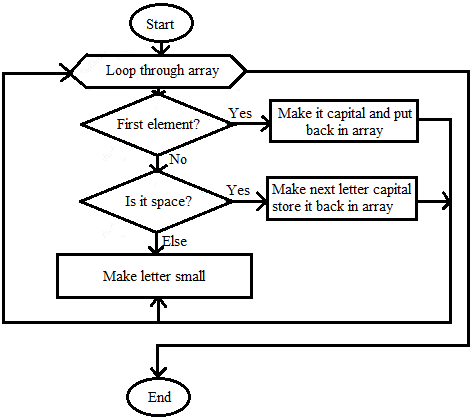 Start
Loop through array
First element?
Yes
Make it capital and put
back in array
No
Is it space?
Yes
Make next letter capital
store it back in array
Else
Make letter small
End